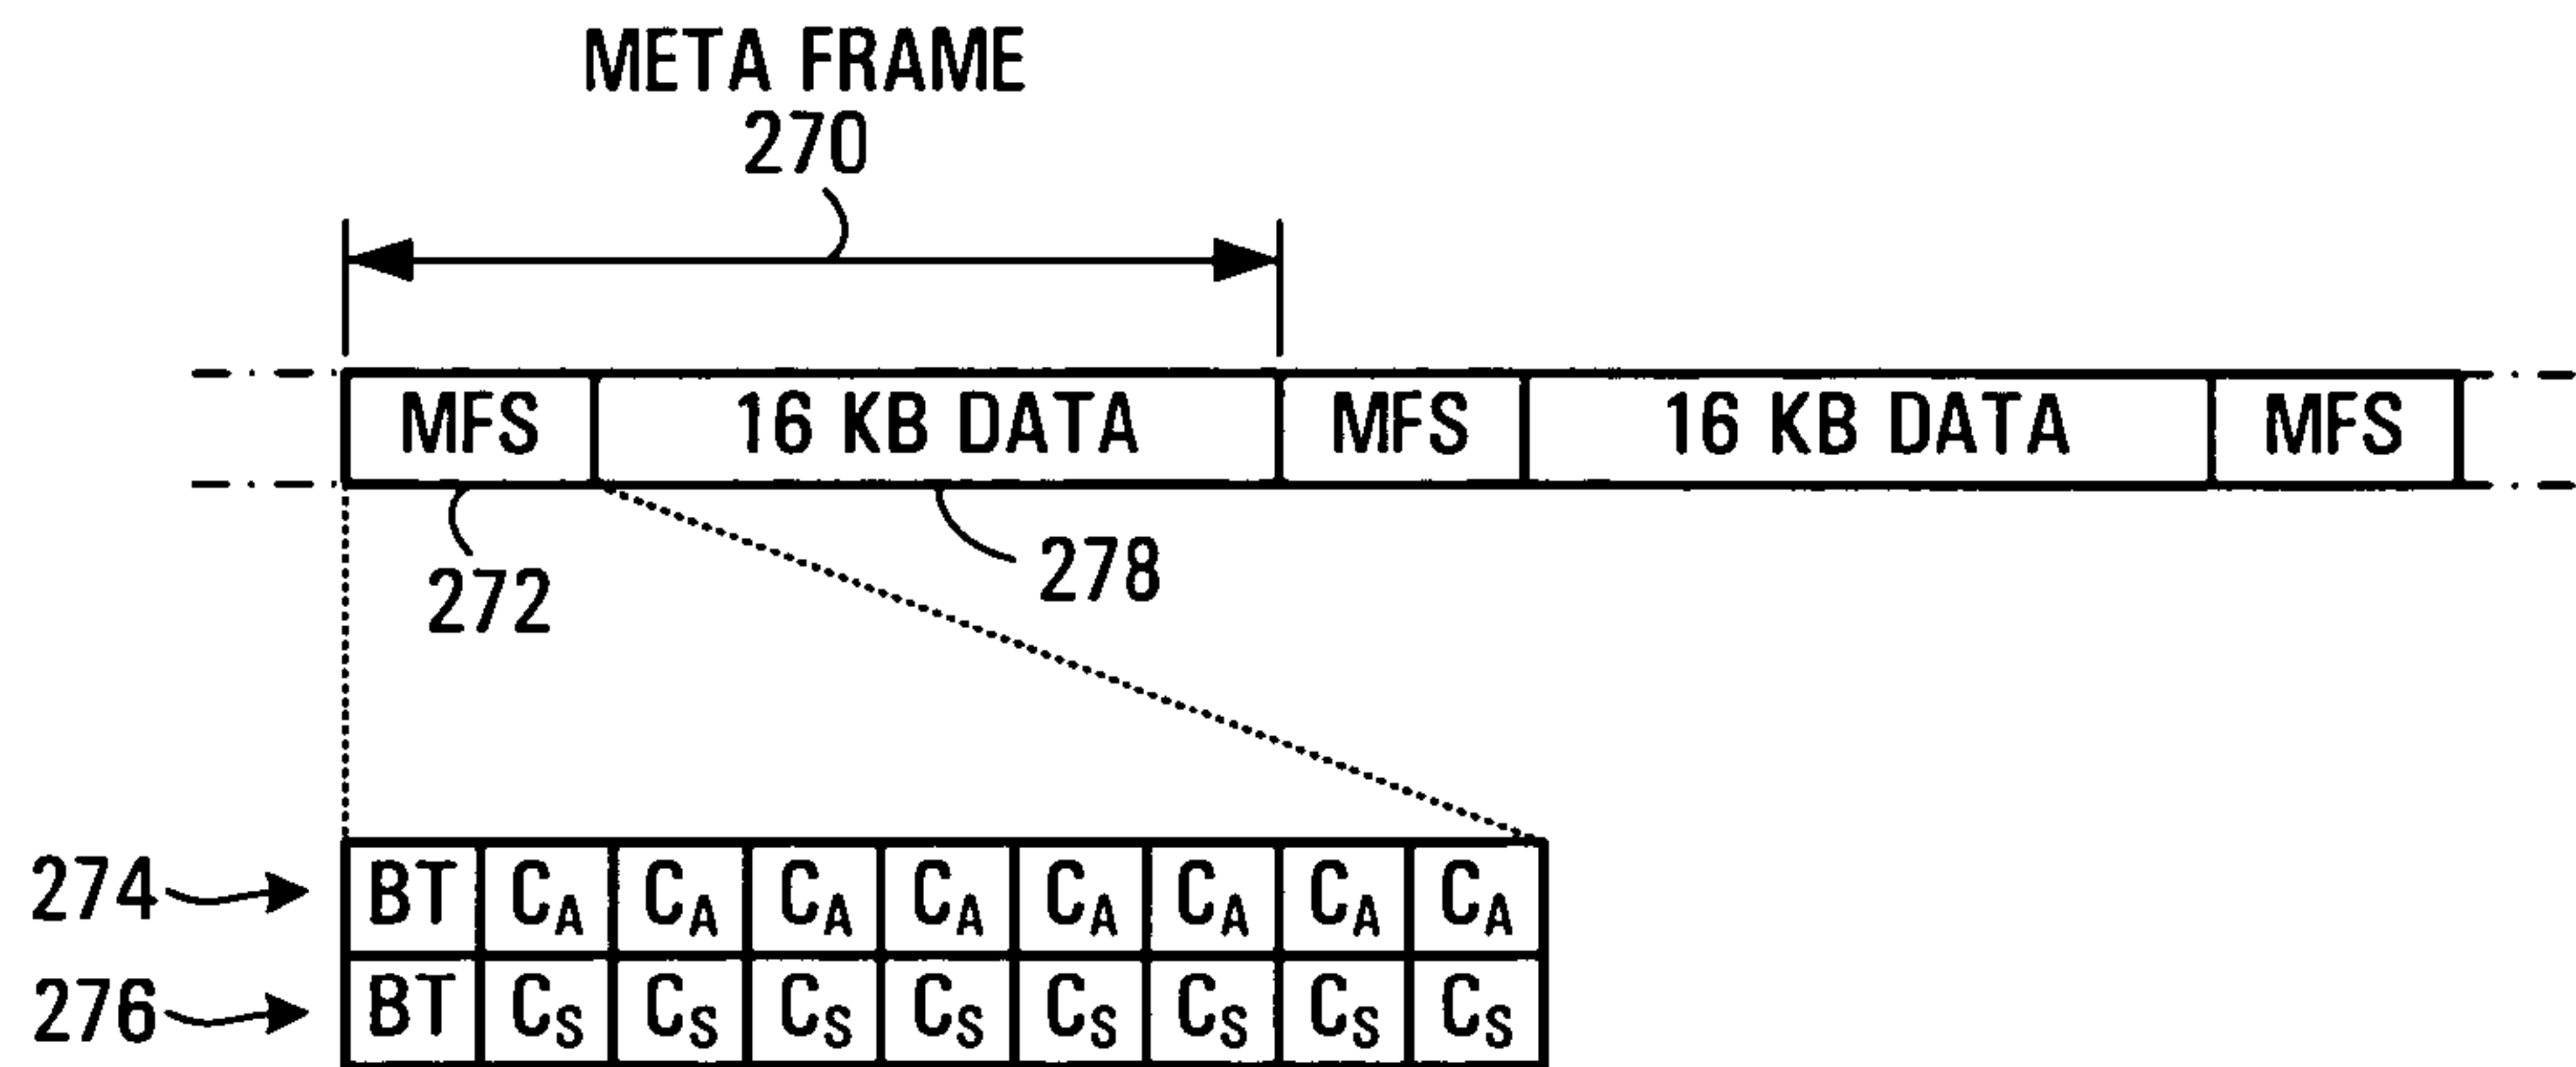 META FRAME
270
MFS 16 KB DATA MFS 16 KB DATA MFS
272 278
274 BT CA CA CA CA CA CA CA CA
276 BT CS CS CS CS CS CS CS CS